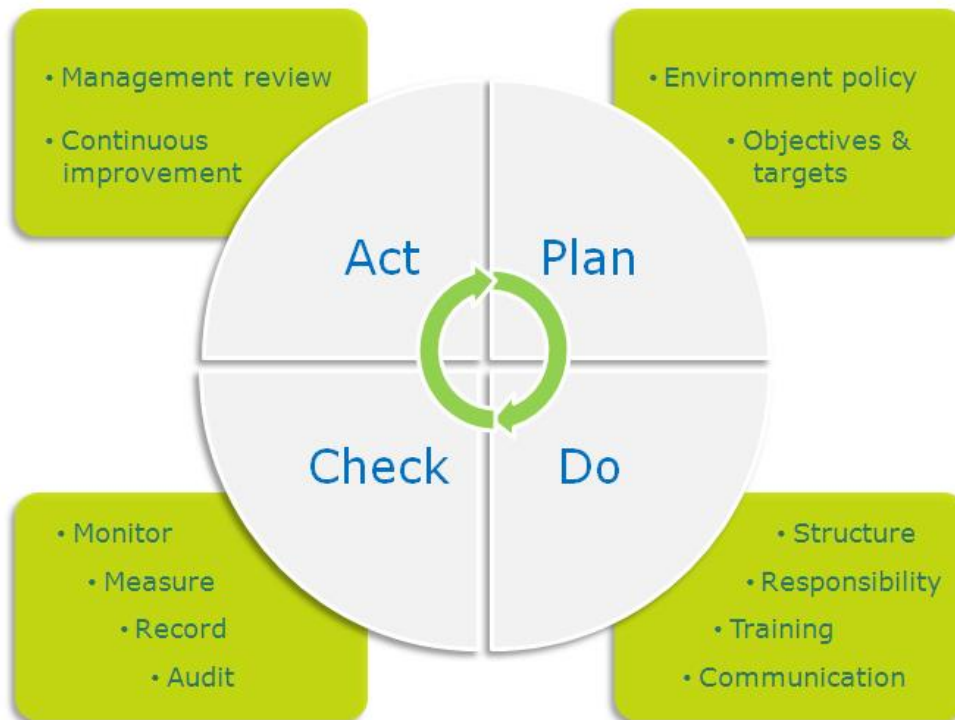 • Management review
• Continuous
improvement
• Environment policy
• Objectives &
targets
Act
Plan
Check
Do
• Monitor
• Measure
• Record
• Audit
• Structure
• Responsibility
• Training
• Communication